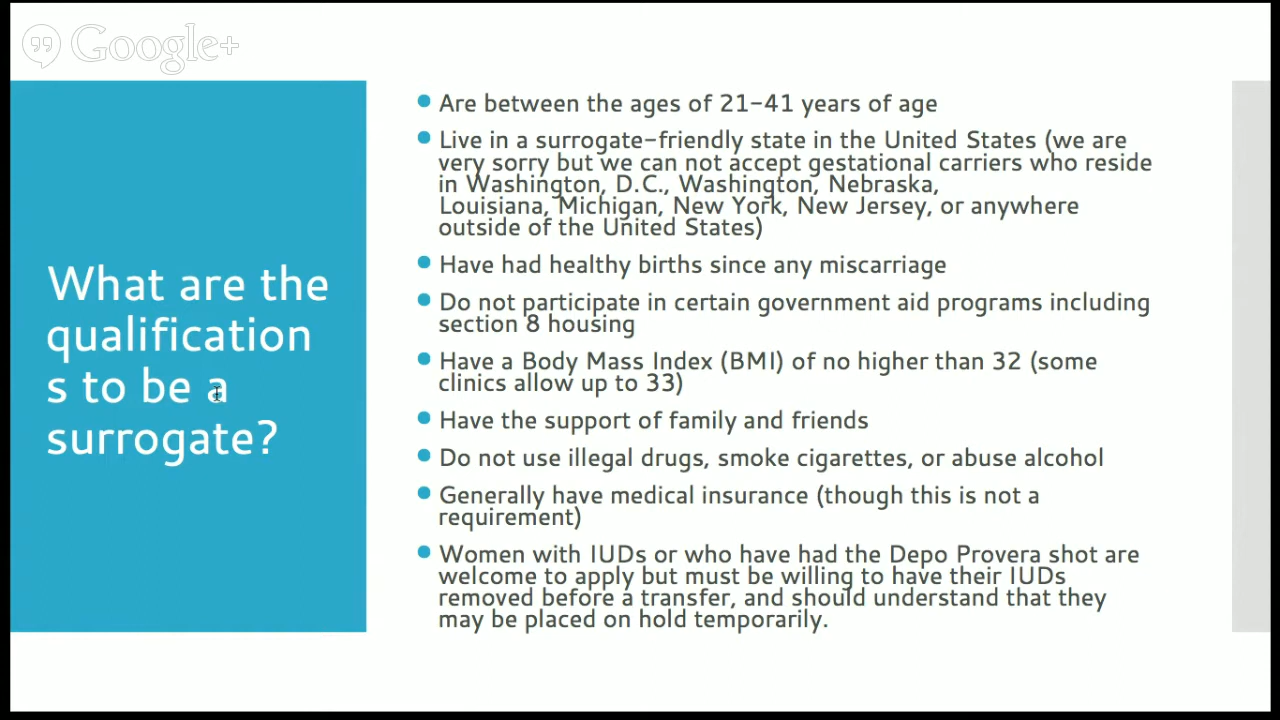 Google+
What are the
qualification
s to be a
surrogate?
Are between the ages of 21-41 years of age
Live in a surrogate-friendly state in the United States (we are
very sorry but we can not accept gestational carriers who reside
in Washington, D.C., Washington, Nebraska,
Louisiana, Michigan, New York, New Jersey, or anywhere
outside of the United States)
Have had healthy births since any miscarriage
Do not participate in certain government aid programs including
section 8 housing
Have a Body Mass Index (BMI) of no higher than 32 (some
clinics allow up to 33)
Have the support of family and friends
Do not use illegal drugs, smoke cigarettes, or abuse alcohol
Generally have medical insurance (though this is not a
requirement)
Women with IUDs or who have had the Depo Provera shot are
welcome to apply but must be willing to have their IUDs
removed before a transfer, and should understand that they
may be placed on hold temporarily.